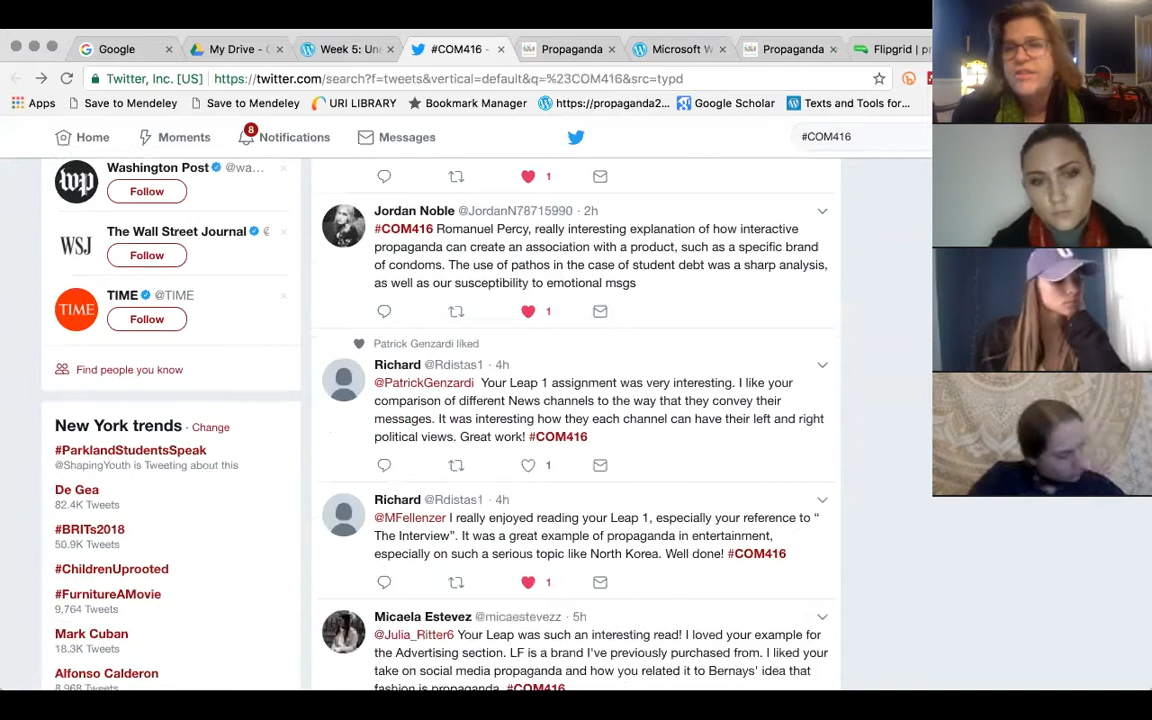 Google
My Drive - G
Week 5: Un
#COM416 -
Propaganda
Microsoft W
Propaganda
Flipgrid | p
Twitter, Inc. [US] https://twitter.com/search?f=tweets&vertical=default&q=%23COM416&src=typd
Apps
Save to Mendeley
Save to Mendeley
URI LIBRARY
Bookmark Manager
https://propaganda2...
Google Scholar
Texts and Tools for...
Home
Moments
8
Notifications
Messages
#COM416
wp
Washington Post @wa...
Follow
WSJ
The Wall Street Journal
Follow
TIME
TIME @TIME
Follow
Find people you know
New York trends · Change
#ParklandStudentsSpeak
@ShapingYouth is Tweeting about this
De Gea
82.4K Tweets
#BRITs2018
50.9K Tweets
#ChildrenUprooted
#FurnitureAMovie
9,764 Tweets
Mark Cuban
18.3K Tweets
Alfonso Calderon
8,968 Tweets
1
Jordan Noble @JordanN78715990 · 2h
#COM416 Romanuel Percy, really interesting explanation of how interactive
propaganda can create an association with a product, such as a specific brand
of condoms. The use of pathos in the case of student debt was a sharp analysis,
as well as our susceptibility to emotional msgs
1
Patrick Genzardi liked
Richard @Rdistas1 · 4h
@PatrickGenzardi Your Leap 1 assignment was very interesting. I like your
comparison of different News channels to the way that they convey their
messages. It was interesting how they each channel can have their left and right
political views. Great work! #COM416
1
Richard @Rdistas1 · 4h
@MFellenzer I really enjoyed reading your Leap 1, especially your reference to “
The Interview”. It was a great example of propaganda in entertainment,
especially on such a serious topic like North Korea. Well done! #COM416
1
Micaela Estevez @micaestevezz · 5h
@Julia_Ritter6 Your Leap was such an interesting read! I loved your example for
the Advertising section. LF is a brand I've previously purchased from. I liked your
take on social media propaganda and how you related it to Bernays' idea that
fashion is propaganda. #COM416